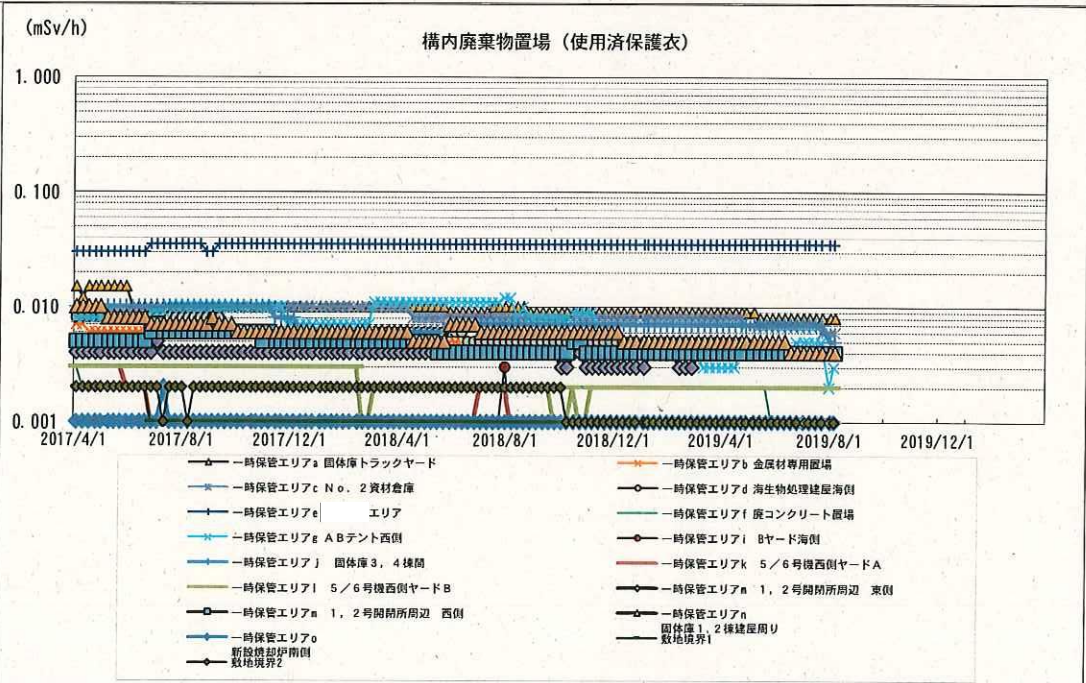 (mSv/h)
構内廃棄物置場（使用済保護衣）
1.000
0.100
0.010
0.001
2017/4/1 2017/8/1 2017/12/1 2018/4/1 2018/8/1 2018/12/1 2019/4/1 2019/8/1 2019/12/1
一時保管エリアa 固体庫トラックヤード
一時保管エリアb 金属材専用置場
一時保管エリアc No．2資材倉庫
一時保管エリアd 海生物処理建屋海側
一時保管エリアe エリア
一時保管エリアf 廃コンクリート置場
一時保管エリアg ABテント西側
一時保管エリアi Bヤード海側
一時保管エリアj 固体庫3，4棟間
一時保管エリアk 5／6号機西側ヤードA
一時保管エリアl 5／6号機西側ヤードB
一時保管エリアm 1，2号開閉所周辺 東側
一時保管エリアm 1，2号開閉所周辺 西側
一時保管エリアn
固体庫1，2棟建屋周り
一時保管エリアo
敷地境界1
新設焼却炉南側
敷地境界2